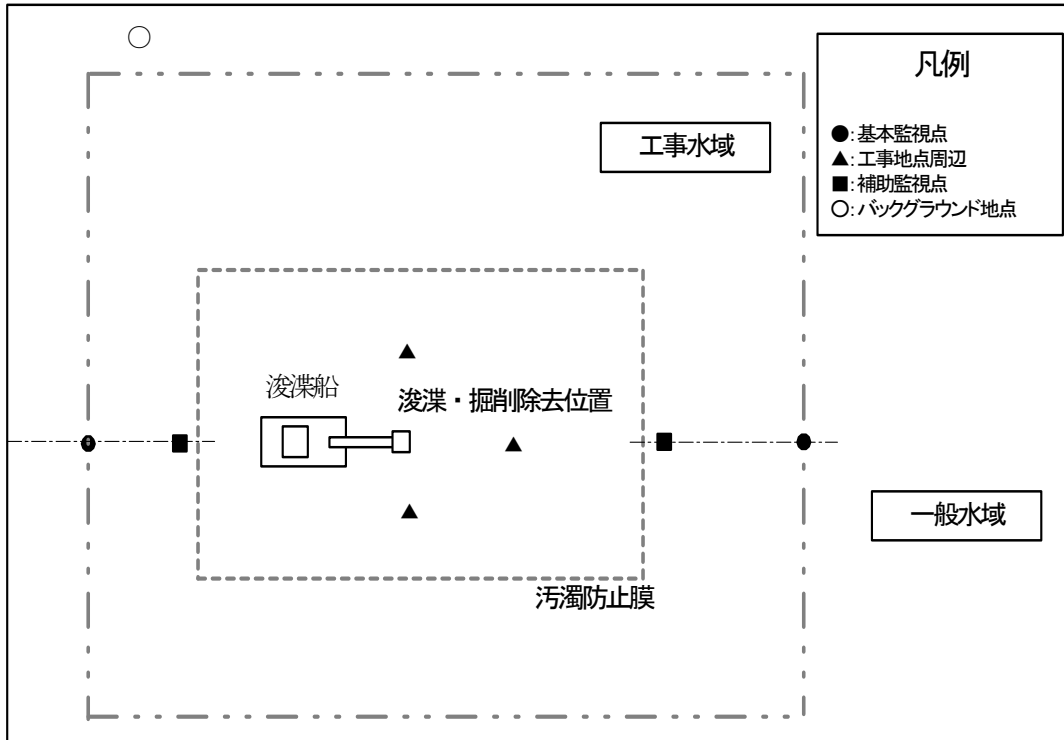 凡例
●:基本監視点
▲:工事地点周辺
■:補助監視点
○:バックグラウンド地点
工事水域
浚渫船
浚渫・掘削除去位置
一般水域
汚濁防止膜